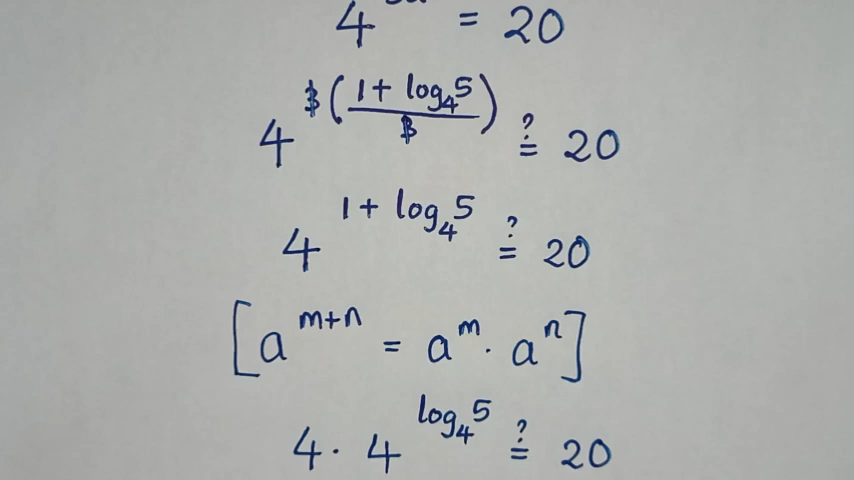 4 = 20
4^3((1 + log₄5)/3) ≟ 20
4^(1 + log₄5) ≟ 20
[a^(m+n) = a^m · a^n]
4 · 4^(log₄5) ≟ 20